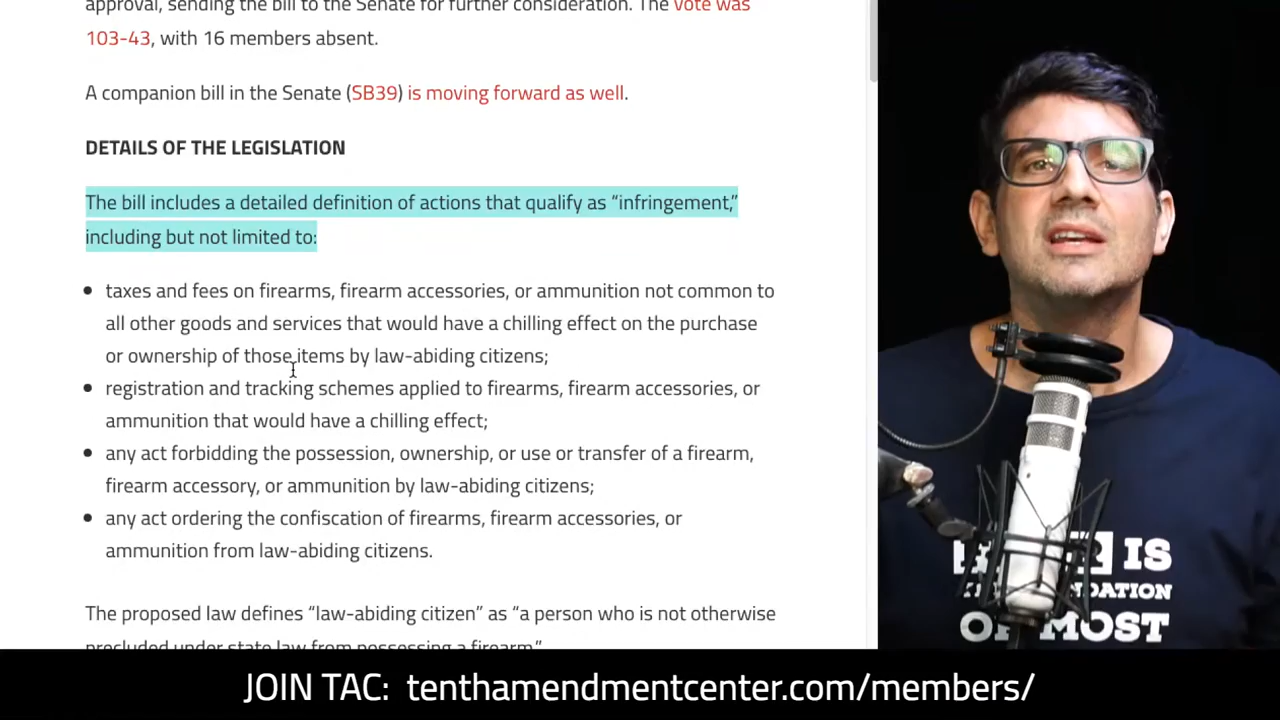 approval, sending the bill to the Senate for further consideration. The vote was
103-43, with 16 members absent.
A companion bill in the Senate (SB39) is moving forward as well.
DETAILS OF THE LEGISLATION
The bill includes a detailed definition of actions that qualify as “infringement,”
including but not limited to:
• taxes and fees on firearms, firearm accessories, or ammunition not common to
all other goods and services that would have a chilling effect on the purchase
or ownership of those items by law-abiding citizens;
• registration and tracking schemes applied to firearms, firearm accessories, or
ammunition that would have a chilling effect;
• any act forbidding the possession, ownership, or use or transfer of a firearm,
firearm accessory, or ammunition by law-abiding citizens;
• any act ordering the confiscation of firearms, firearm accessories, or
ammunition from law-abiding citizens.
The proposed law defines “law-abiding citizen” as “a person who is not otherwise
precluded under state law from possessing a firearm”
IS
OF MOST
JOIN TAC: tenthamendmentcenter.com/members/